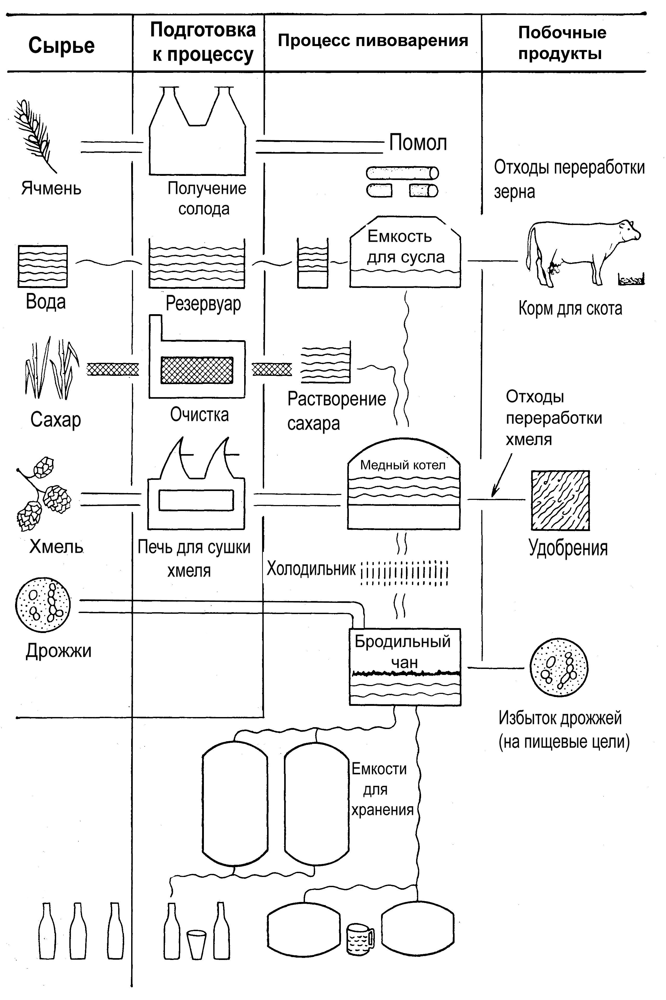 Сырье
Подготовка
к процессу
Процесс пивоварения
Побочные
продукты
Помол
Ячмень
Получение
солода
Отходы переработки
зерна
Емкость
для сусла
Вода
Резервуар
Корм для скота
Сахар
Очистка
Растворение
сахара
Отходы
переработки
хмеля
Медный котел
Хмель
Печь для сушки
хмеля
Удобрения
Холодильник
Дрожжи
Бродильный
чан
Избыток дрожжей
(на пищевые цели)
Емкости
для
хранения